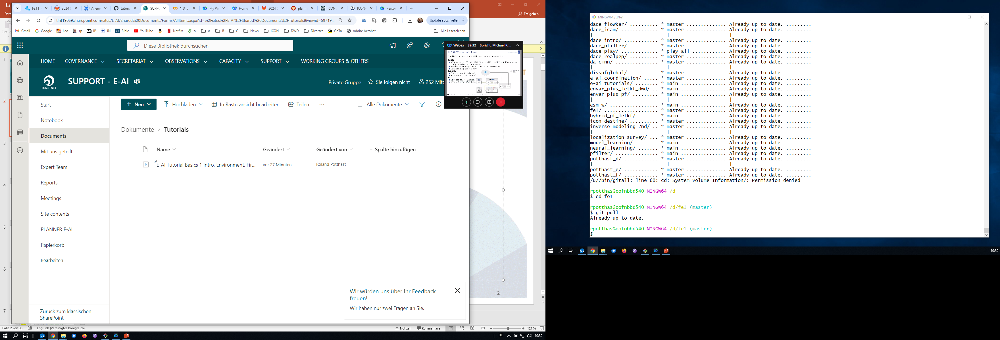 Date
Freigeben
Einfüg
FE11_
2024
Anem
tutoria
SUPPO
1_3_b
My W
Home
2024
planni
ICON
ICON-
Person
tlnt19059.sharepoint.com/sites/E-AI/Shared%20Documents/Forms/AllItems.aspx?id=%2Fsites%2FE-AI%2FShared%20Documents%2FTutorials&viewid=59719...
Update abschließen
Gmail
Google
Leo
rp
IP
JN
Bible
YouTube
Netflix
o
A
B
C
News
ICON
DWD
Diverses
GoTo
Adobe Acrobat
Alle Lesezeichen
Diese Bibliothek durchsuchen
HOME
GOVERNANCE
SECRETARIAT
OBSERVATIONS
CAPACITY
SUPPORT
WORKING GROUPS & OTHERS
EUMETNET
SUPPORT - E-AI
Private Gruppe
Sie folgen nicht
252 Mitg
Webex | 39:32 | Spricht: Michael Kr...
Start
Notebook
Documents
Mit uns geteilt
Expert Team
Reports
Meetings
Site contents
PLANNER E-AI
Papierkorb
Bearbeiten
Zurück zum klassischen
SharePoint
+ Neu
Hochladen
In Rasteransicht bearbeiten
Teilen
...
Alle Dokumente
Dokumente > Tutorials
Name
Geändert
Geändert von
+ Spalte hinzufügen
E-AI Tutorial Basics 1 Intro, Environment, Fir...
vor 27 Minuten
Roland Potthast
Wir würden uns über Ihr Feedback
freuen!
Wir haben nur zwei Fragen an Sie.
1
2
3
4
5
6
7
2
Folie 2 von 35
Englisch (Vereinigtes Königreich)
Notizen
Kommentare
121 %
DE
10:39
MINGW64:/d/fe1
dace_flowkar/ .......... * master .............. Already up to date. .........
dace_icam/ ............. * master .............. Already up to date. .........
| | |
dace_intro/ ............ * master .............. Already up to date. .........
dace_pfilter/ .......... * master .............. Already up to date. .........
dace_play/ ............. * play-all ............ Already up to date. .........
dace_realpep/ .......... * master .............. Already up to date. .........
da-cinn/ ............... * master .............. Already up to date. .........
| | |
disspfglobal/ .......... * master .............. Already up to date. .........
e-ai_coordination/ ..... * master .............. Already up to date. .........
e-ai_tutorials/ ........ * main ................ Already up to date. .........
envar_plus_letkf_dwd/ .. * main ................ Already up to date. .........
envar_plus_pf/ ......... * main ................ Already up to date. .........
| | |
esm-w/ ................. * main ................ Already up to date. .........
fe1/ ................... * master .............. Already up to date. .........
hybrid_pf_letkf/ ....... * main ................ Already up to date. .........
icon-destine/ .......... * master .............. Already up to date. .........
inverse_modeling_2nd/ .. * master .............. Already up to date. .........
| | |
localization_survey/ ... * master .............. Already up to date. .........
model_learning/ ........ * main ................ Already up to date. .........
neural_learning/ ....... * main ................ Already up to date. .........
pfilter/ ............... * main ................ Already up to date. .........
potthast_d/ ............ * master .............. Already up to date. .........
| | |
potthast_e/ ............ * master .............. Already up to date. .........
potthast_f/ ............ * master .............. Already up to date. .........
/u//bin/gitall: line 60: cd: System Volume Information/: Permission denied
rpotthas@oofnbbd540 MINGW64 /d
$ cd fe1
rpotthas@oofnbbd540 MINGW64 /d/fe1 (master)
$ git pull
Already up to date.
rpotthas@oofnbbd540 MINGW64 /d/fe1 (master)
$
10:39